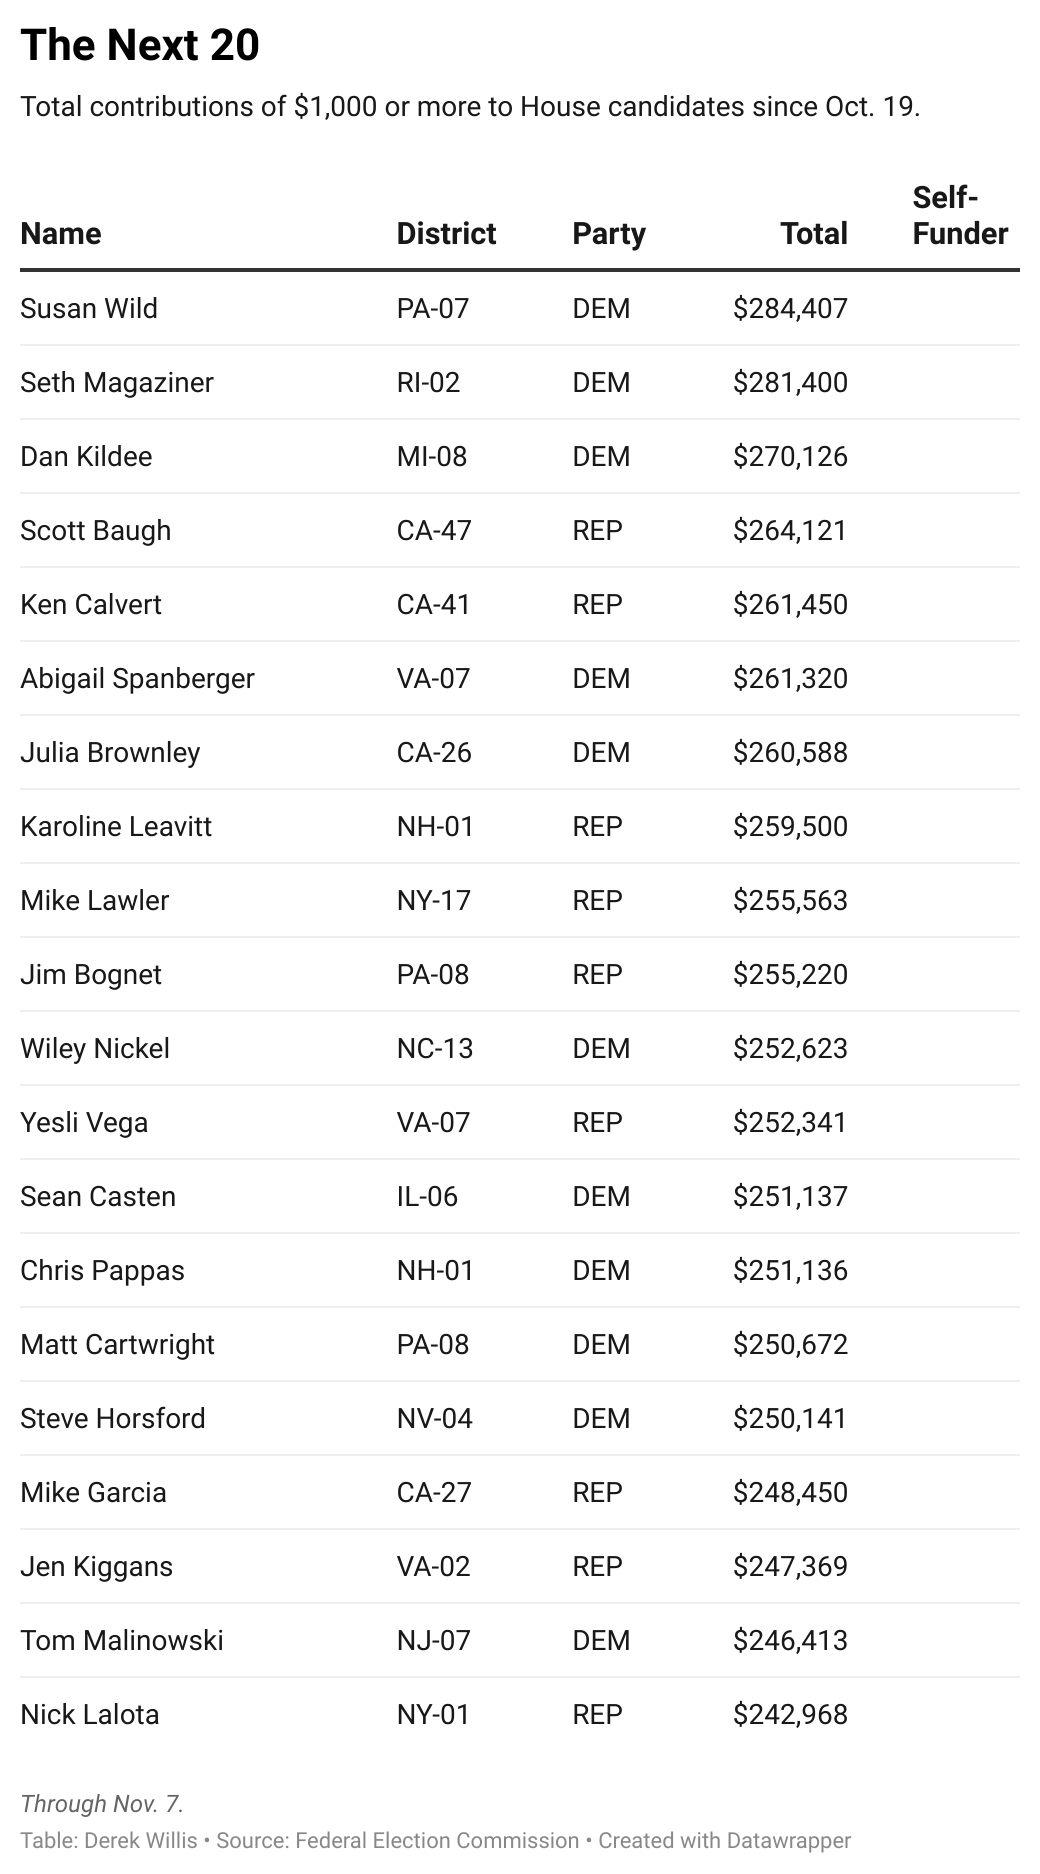 The Next 20
Total contributions of $1,000 or more to House candidates since Oct. 19.
Name District Party Total Self-Funder
Susan Wild PA-07 DEM $284,407
Seth Magaziner RI-02 DEM $281,400
Dan Kildee MI-08 DEM $270,126
Scott Baugh CA-47 REP $264,121
Ken Calvert CA-41 REP $261,450
Abigail Spanberger VA-07 DEM $261,320
Julia Brownley CA-26 DEM $260,588
Karoline Leavitt NH-01 REP $259,500
Mike Lawler NY-17 REP $255,563
Jim Bognet PA-08 REP $255,220
Wiley Nickel NC-13 DEM $252,623
Yesli Vega VA-07 REP $252,341
Sean Casten IL-06 DEM $251,137
Chris Pappas NH-01 DEM $251,136
Matt Cartwright PA-08 DEM $250,672
Steve Horsford NV-04 DEM $250,141
Mike Garcia CA-27 REP $248,450
Jen Kiggans VA-02 REP $247,369
Tom Malinowski NJ-07 DEM $246,413
Nick Lalota NY-01 REP $242,968
Through Nov. 7.
Table: Derek Willis • Source: Federal Election Commission • Created with Datawrapper